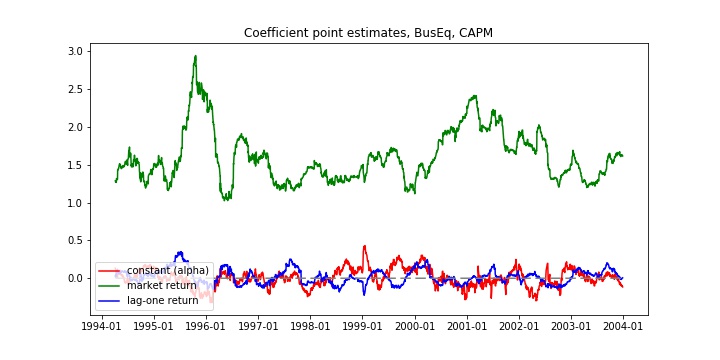 Coefficient point estimates, BusEq, CAPM
3.0
2.5
2.0
1.5
1.0
0.5
0.0
constant (alpha)
market return
lag-one return
1994-01 1995-01 1996-01 1997-01 1998-01 1999-01 2000-01 2001-01 2002-01 2003-01 2004-01